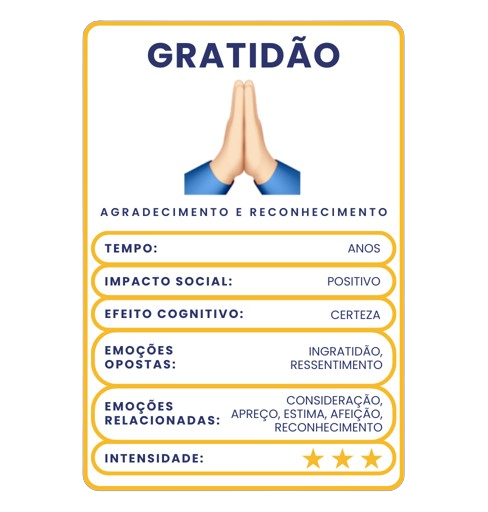 GRATIDÃO
AGRADECIMENTO E RECONHECIMENTO
TEMPO: ANOS
IMPACTO SOCIAL: POSITIVO
EFEITO COGNITIVO: CERTEZA
EMOÇÕES
OPOSTAS:
INGRATIDÃO,
RESSENTIMENTO
EMOÇÕES
RELACIONADAS:
CONSIDERAÇÃO,
APREÇO, ESTIMA, AFEIÇÃO,
RECONHECIMENTO
INTENSIDADE: